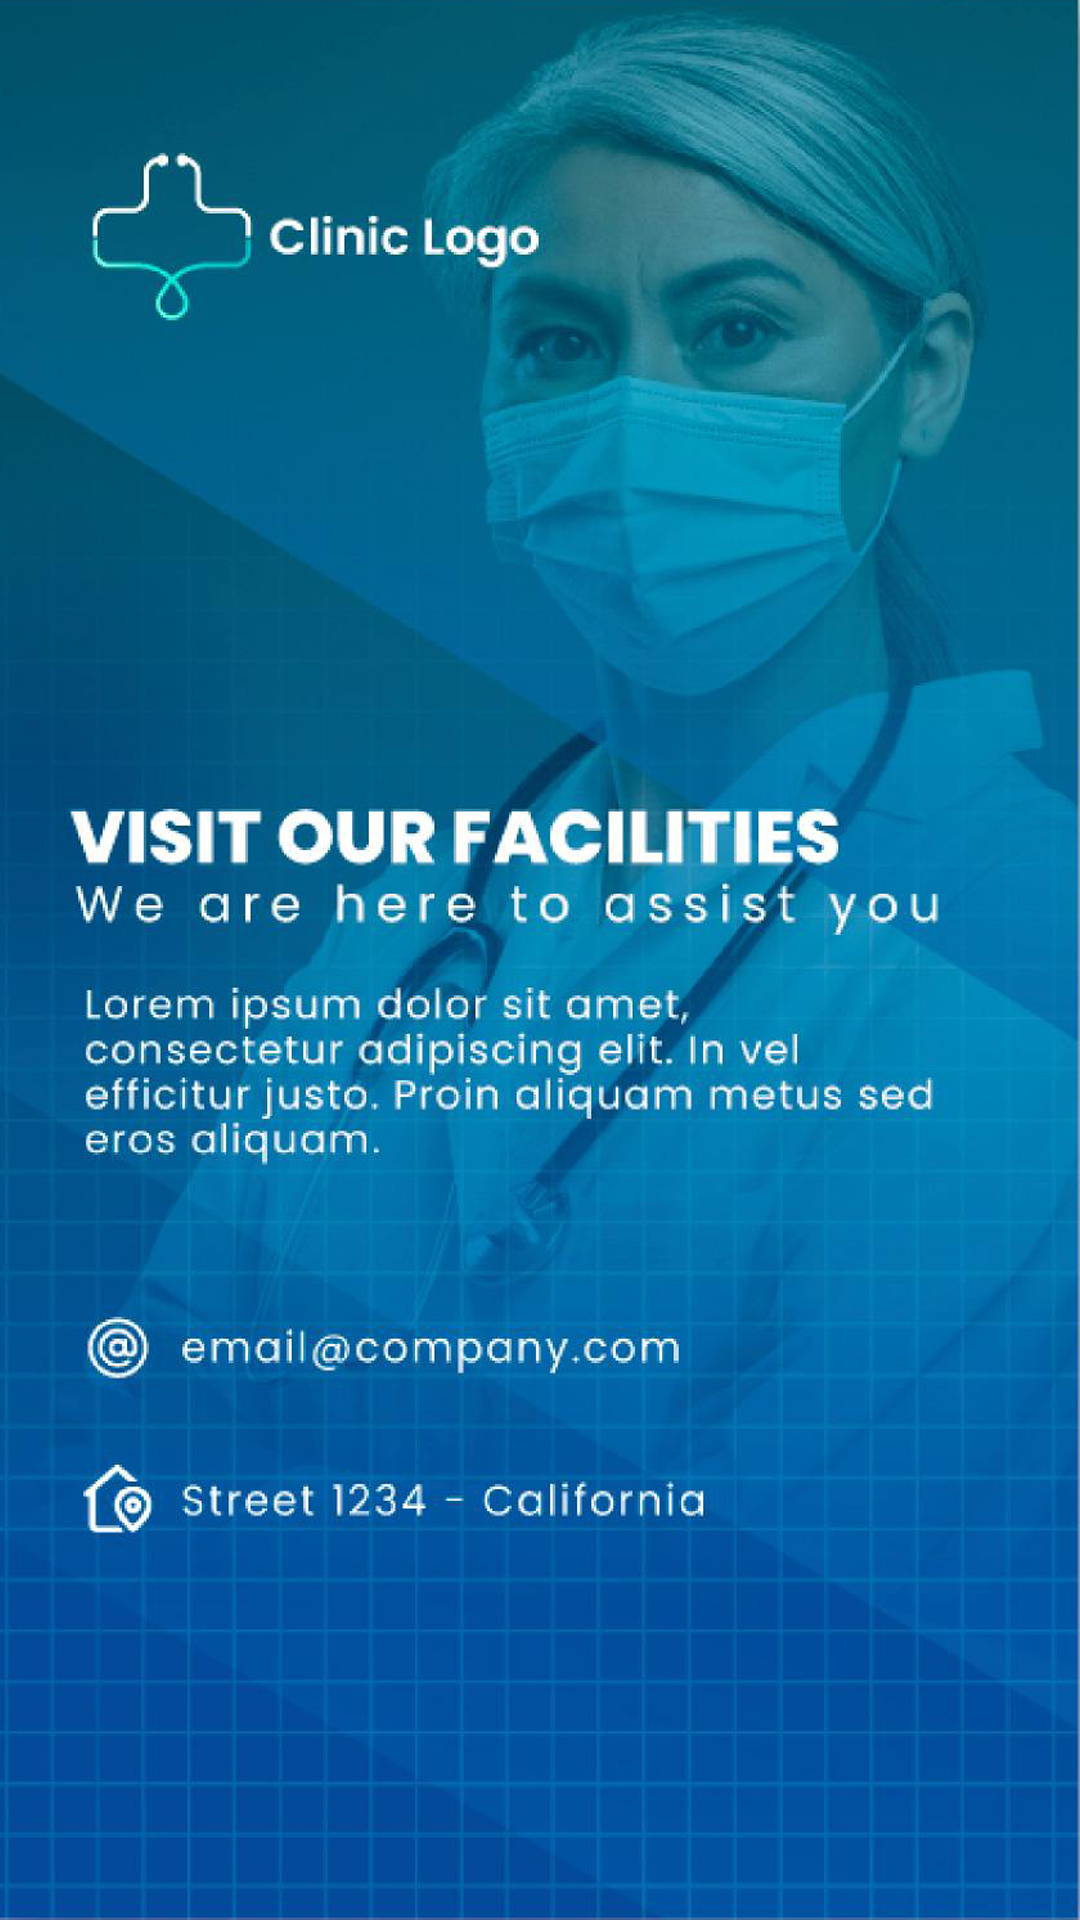 Clinic Logo
VISIT OUR FACILITIES
We are here to assist you
Lorem ipsum dolor sit amet,
consectetur adipiscing elit. In vel
efficitur justo. Proin aliquam metus sed
eros aliquam.
email@company.com
Street 1234 - California